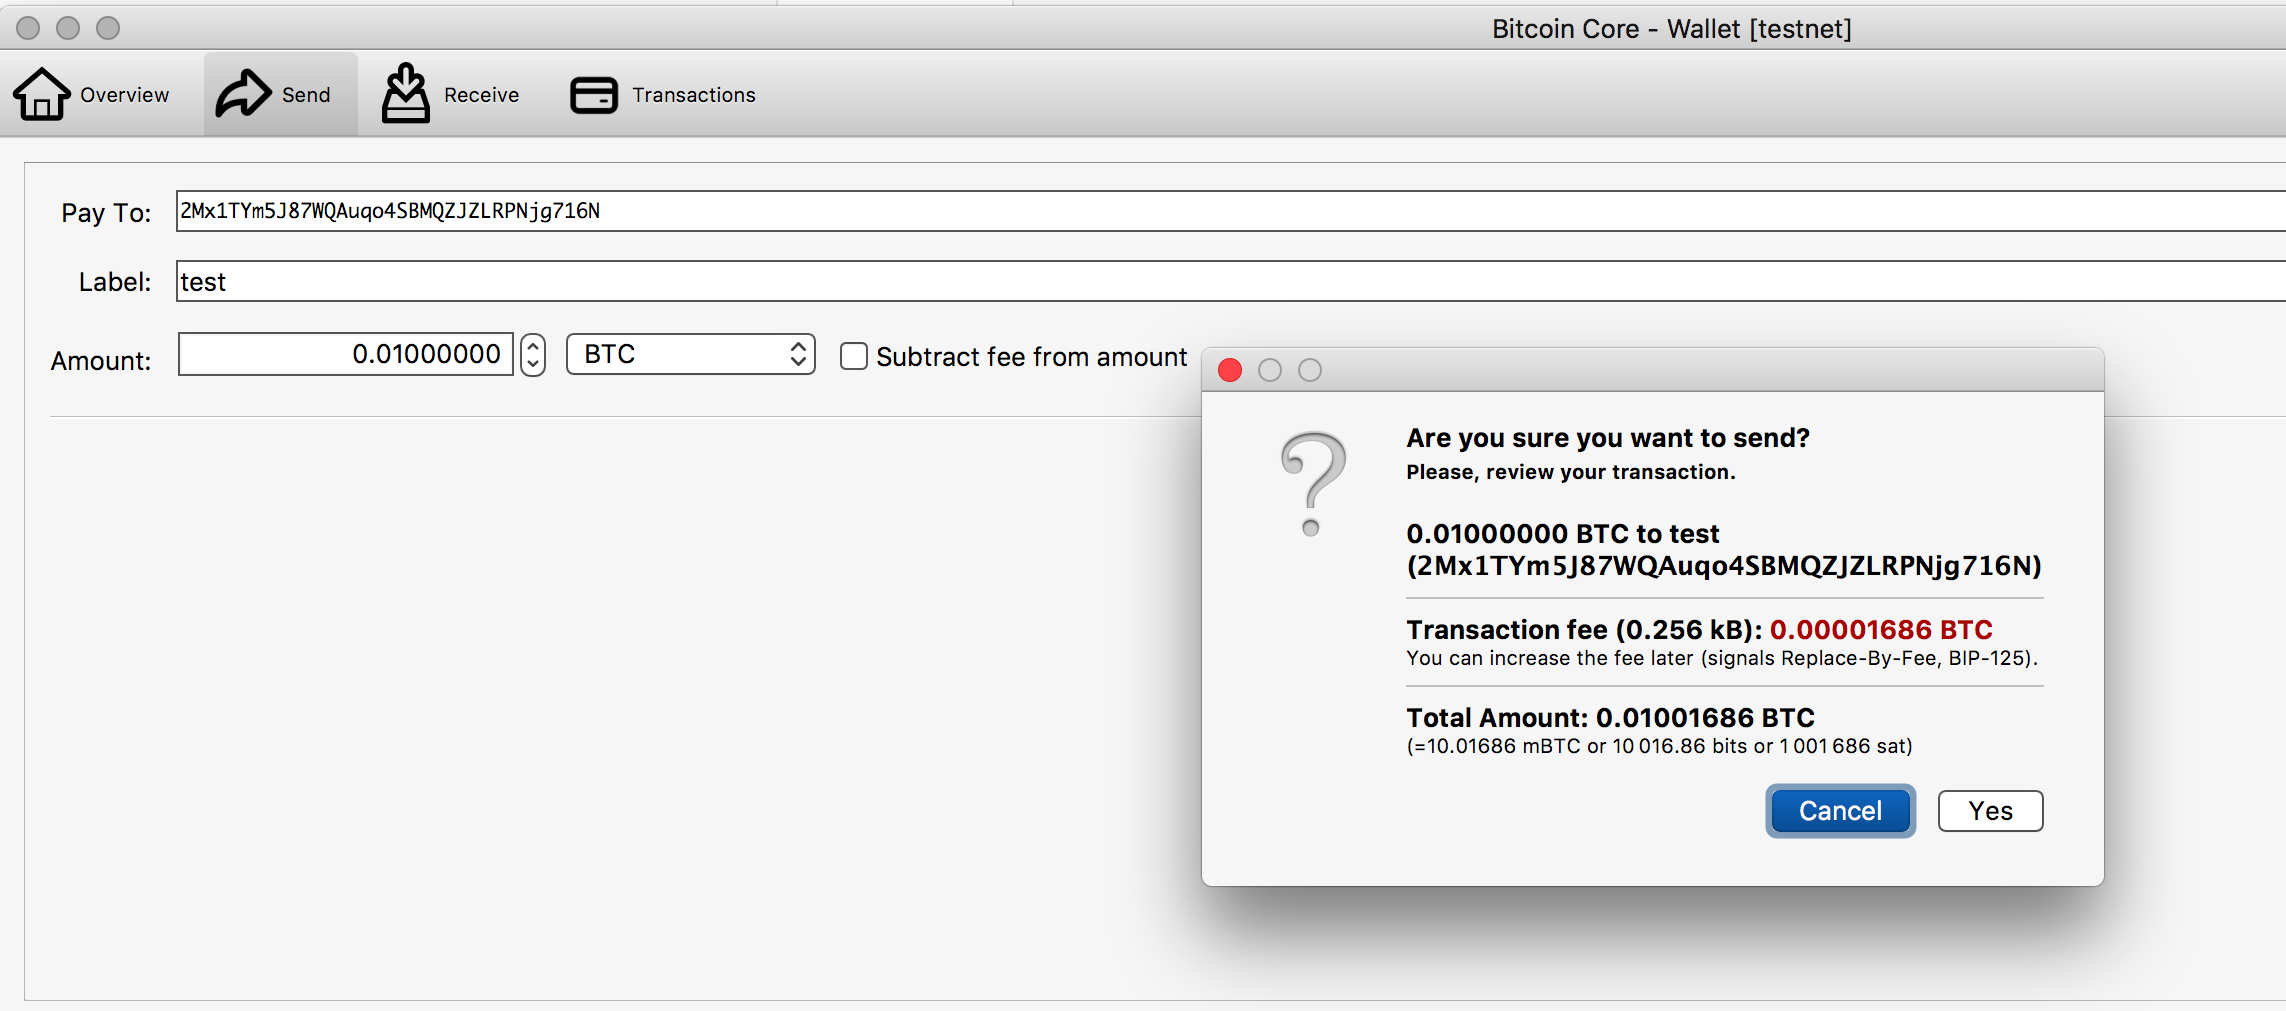 Bitcoin Core - Wallet [testnet]
Overview
Send
Receive
Transactions
Pay To: 2Mx1TYm5J87WQAuqo4SBMQZJZLRPNjg716N
Label: test
Amount: 0.01000000 BTC Subtract fee from amount
Are you sure you want to send?
Please, review your transaction.
0.01000000 BTC to test
(2Mx1TYm5J87WQAuqo4SBMQZJZLRPNjg716N)
Transaction fee (0.256 kB): 0.00001686 BTC
You can increase the fee later (signals Replace-By-Fee, BIP-125).
Total Amount: 0.01001686 BTC
(=10.01686 mBTC or 10 016.86 bits or 1 001 686 sat)
Cancel
Yes